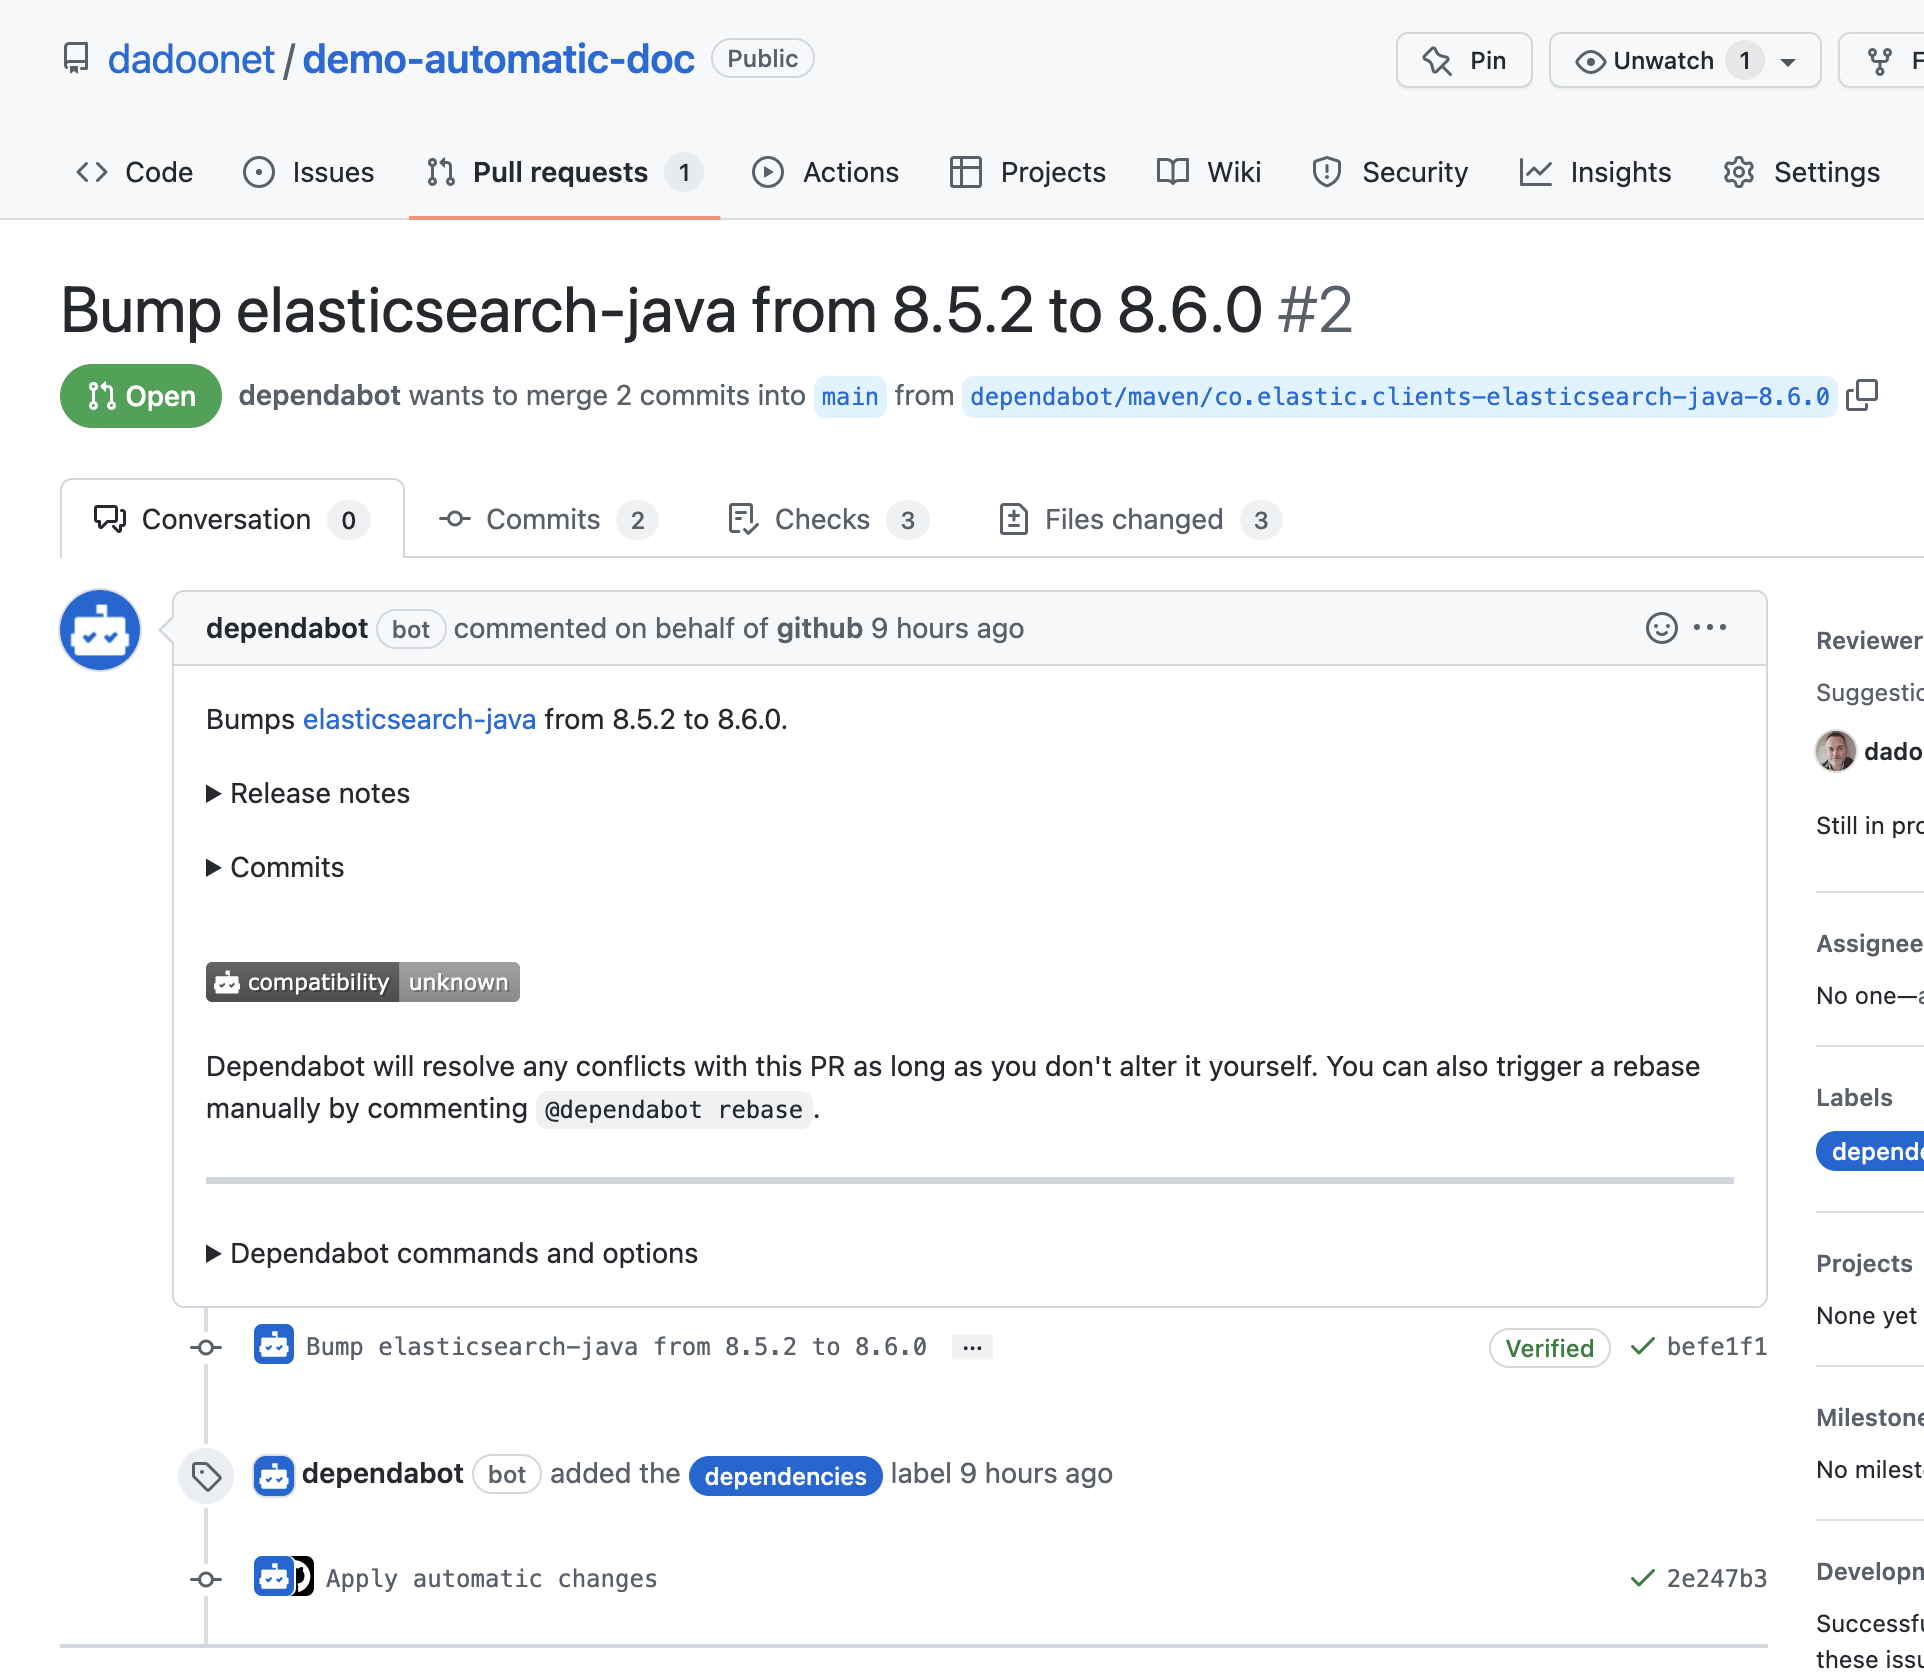 dadoonet / demo-automatic-doc Public Pin Unwatch 1
Code Issues Pull requests 1 Actions Projects Wiki Security Insights Settings
Bump elasticsearch-java from 8.5.2 to 8.6.0 #2
Open dependabot wants to merge 2 commits into main from dependabot/maven/co.elastic.clients-elasticsearch-java-8.6.0
Conversation 0 Commits 2 Checks 3 Files changed 3
dependabot bot commented on behalf of github 9 hours ago
Bumps elasticsearch-java from 8.5.2 to 8.6.0.
Release notes
Commits
compatibility unknown
Dependabot will resolve any conflicts with this PR as long as you don't alter it yourself. You can also trigger a rebase
manually by commenting @dependabot rebase.
Dependabot commands and options
Bump elasticsearch-java from 8.5.2 to 8.6.0 ... Verified befe1f1
dependabot bot added the dependencies label 9 hours ago
Apply automatic changes 2e247b3
Reviewer
Suggestio
dado
Still in pro
Assignee
No one—a
Labels
depende
Projects
None yet
Milestone
No milest
Developm
Successfu
these issu